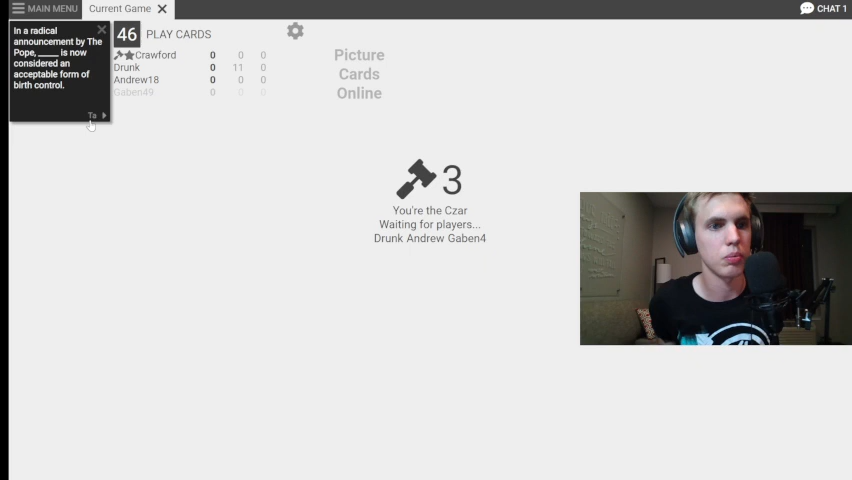 MAIN MENU
Current Game
CHAT 1
In a radical
announcement by The
Pope, _____ is now
considered an
acceptable form of
birth control.
Ta
46 PLAY CARDS
Crawford 0 0 0
Drunk 0 11 0
Andrew18 0 0 0
Gaben49 0 0 0
Picture
Cards
Online
3
You're the Czar
Waiting for players...
Drunk Andrew Gaben4